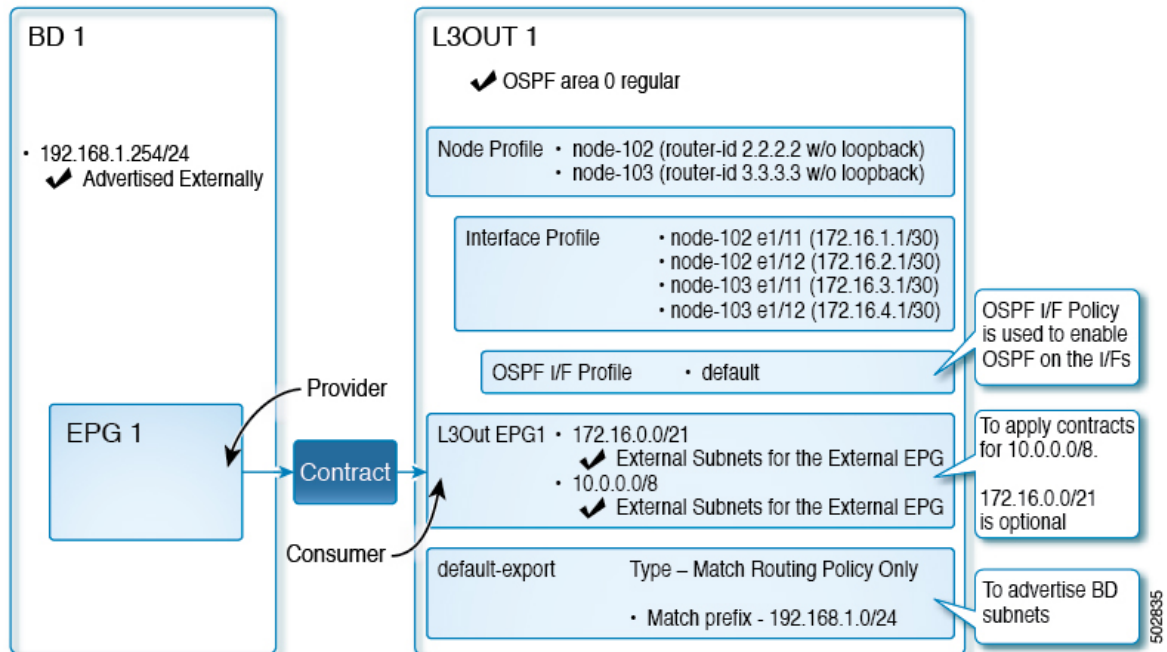 BD 1
• 192.168.1.254/24
✔ Advertised Externally
EPG 1
Provider
Contract
Consumer
L3OUT 1
✔ OSPF area 0 regular
Node Profile • node-102 (router-id 2.2.2.2 w/o loopback)
• node-103 (router-id 3.3.3.3 w/o loopback)
Interface Profile • node-102 e1/11 (172.16.1.1/30)
• node-102 e1/12 (172.16.2.1/30)
• node-103 e1/11 (172.16.3.1/30)
• node-103 e1/12 (172.16.4.1/30)
OSPF I/F Profile • default
OSPF I/F Policy
is used to enable
OSPF on the I/Fs
L3Out EPG1 • 172.16.0.0/21
✔ External Subnets for the External EPG
• 10.0.0.0/8
✔ External Subnets for the External EPG
To apply contracts
for 10.0.0.0/8.
172.16.0.0/21
is optional
default-export Type – Match Routing Policy Only
• Match prefix - 192.168.1.0/24
To advertise BD
subnets
502835